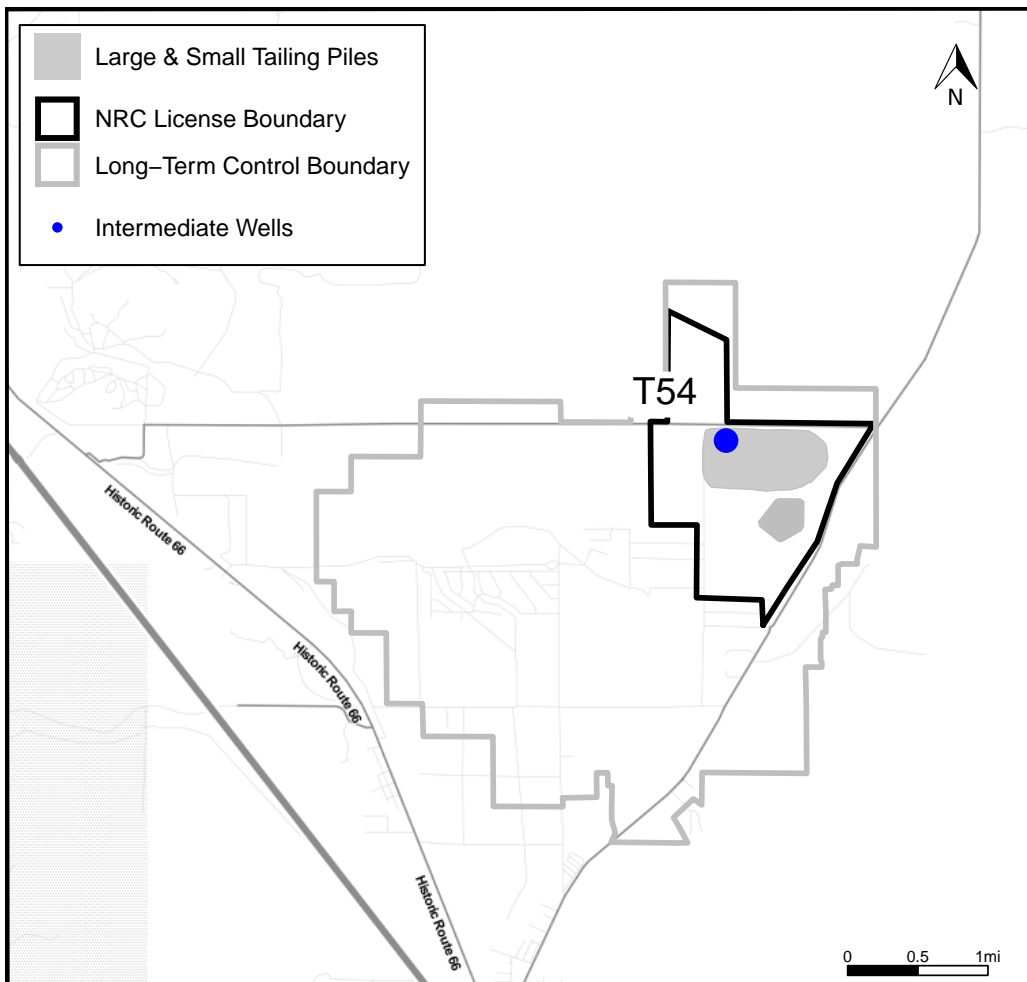 Large & Small Tailing Piles
NRC License Boundary
Long−Term Control Boundary
Intermediate Wells
N
T54
Historic Route 66
Historic Route 66
Historic Route 66
0 0.5 1mi